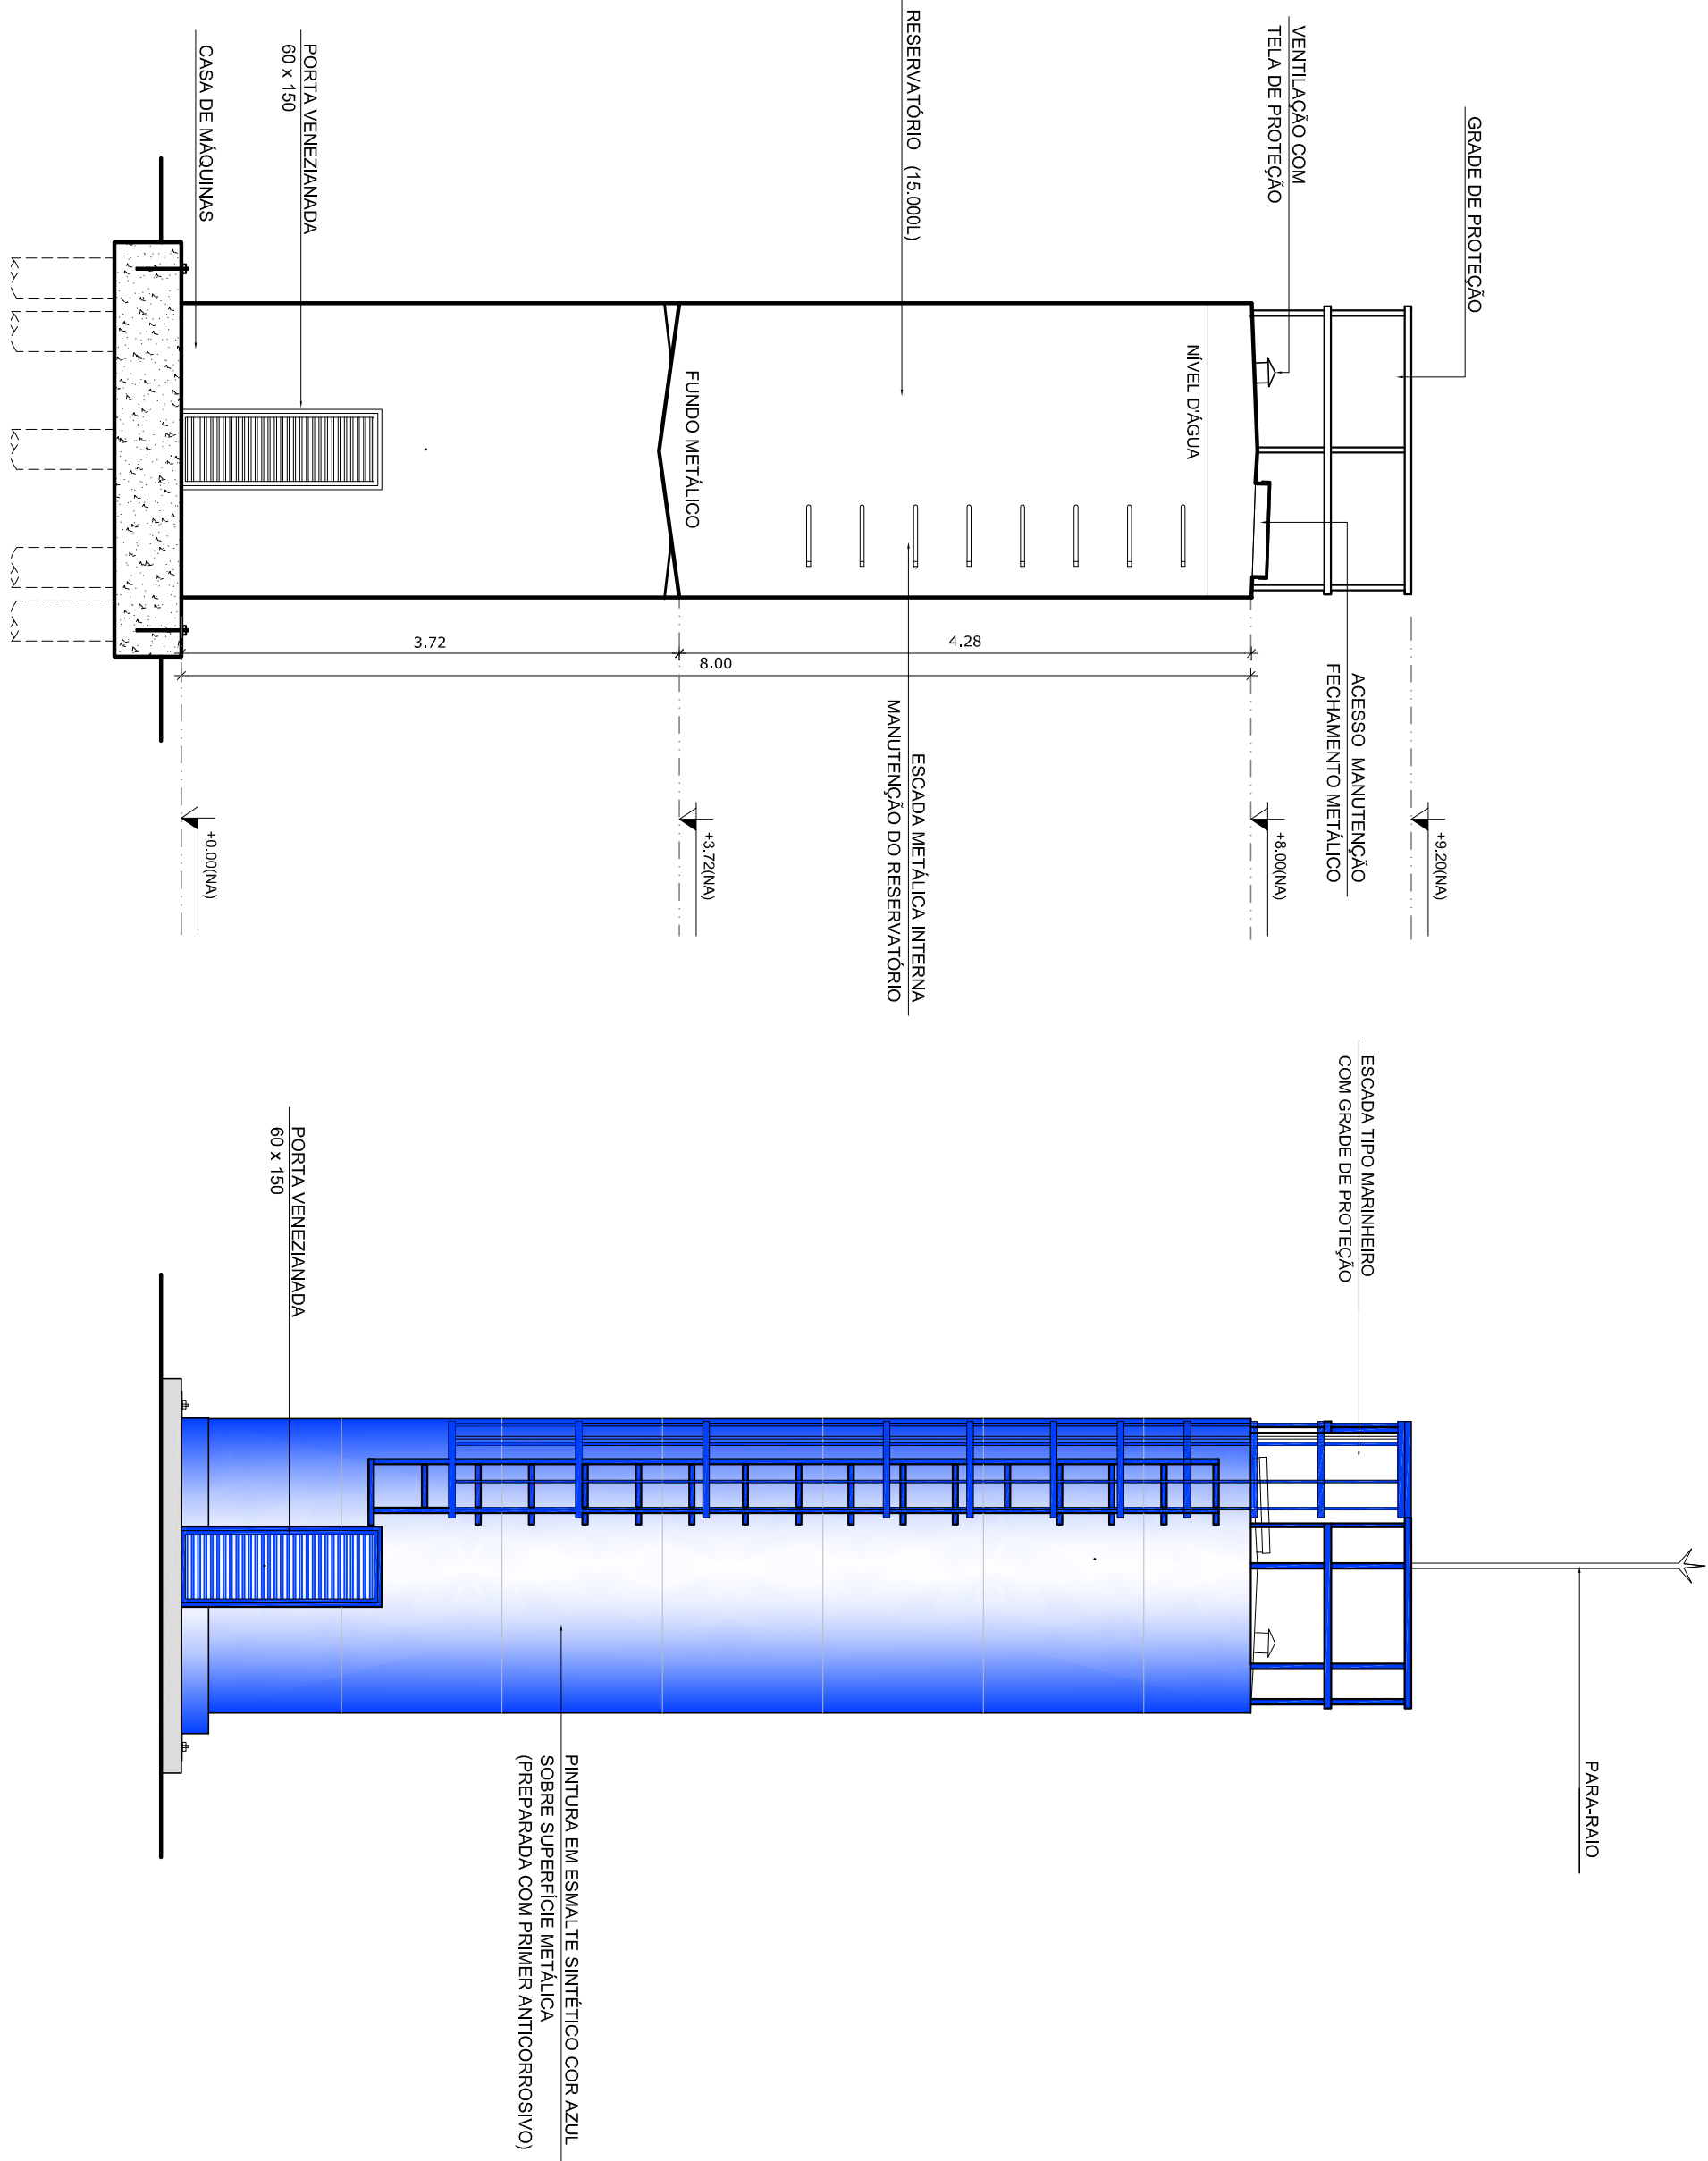 GRADE DE PROTEÇÃO
VENTILAÇÃO COM
TELA DE PROTEÇÃO
RESERVATÓRIO (15.000L)
PORTA VENEZIANADA
60 x 150
CASA DE MÁQUINAS
NÍVEL D'ÁGUA
FUNDO METÁLICO
3.72
4.28
8.00
ACESSO MANUTENÇÃO
FECHAMENTO METÁLICO
ESCADA METÁLICA INTERNA
MANUTENÇÃO DO RESERVATÓRIO
+9.20(NA)
+8.00(NA)
+3.72(NA)
+0.00(NA)
ESCADA TIPO MARINHEIRO
COM GRADE DE PROTEÇÃO
PORTA VENEZIANADA
60 x 150
PARA-RAIO
PINTURA EM ESMALTE SINTÉTICO COR AZUL
SOBRE SUPERFÍCIE METÁLICA
(PREPARADA COM PRIMER ANTICORROSIVO)